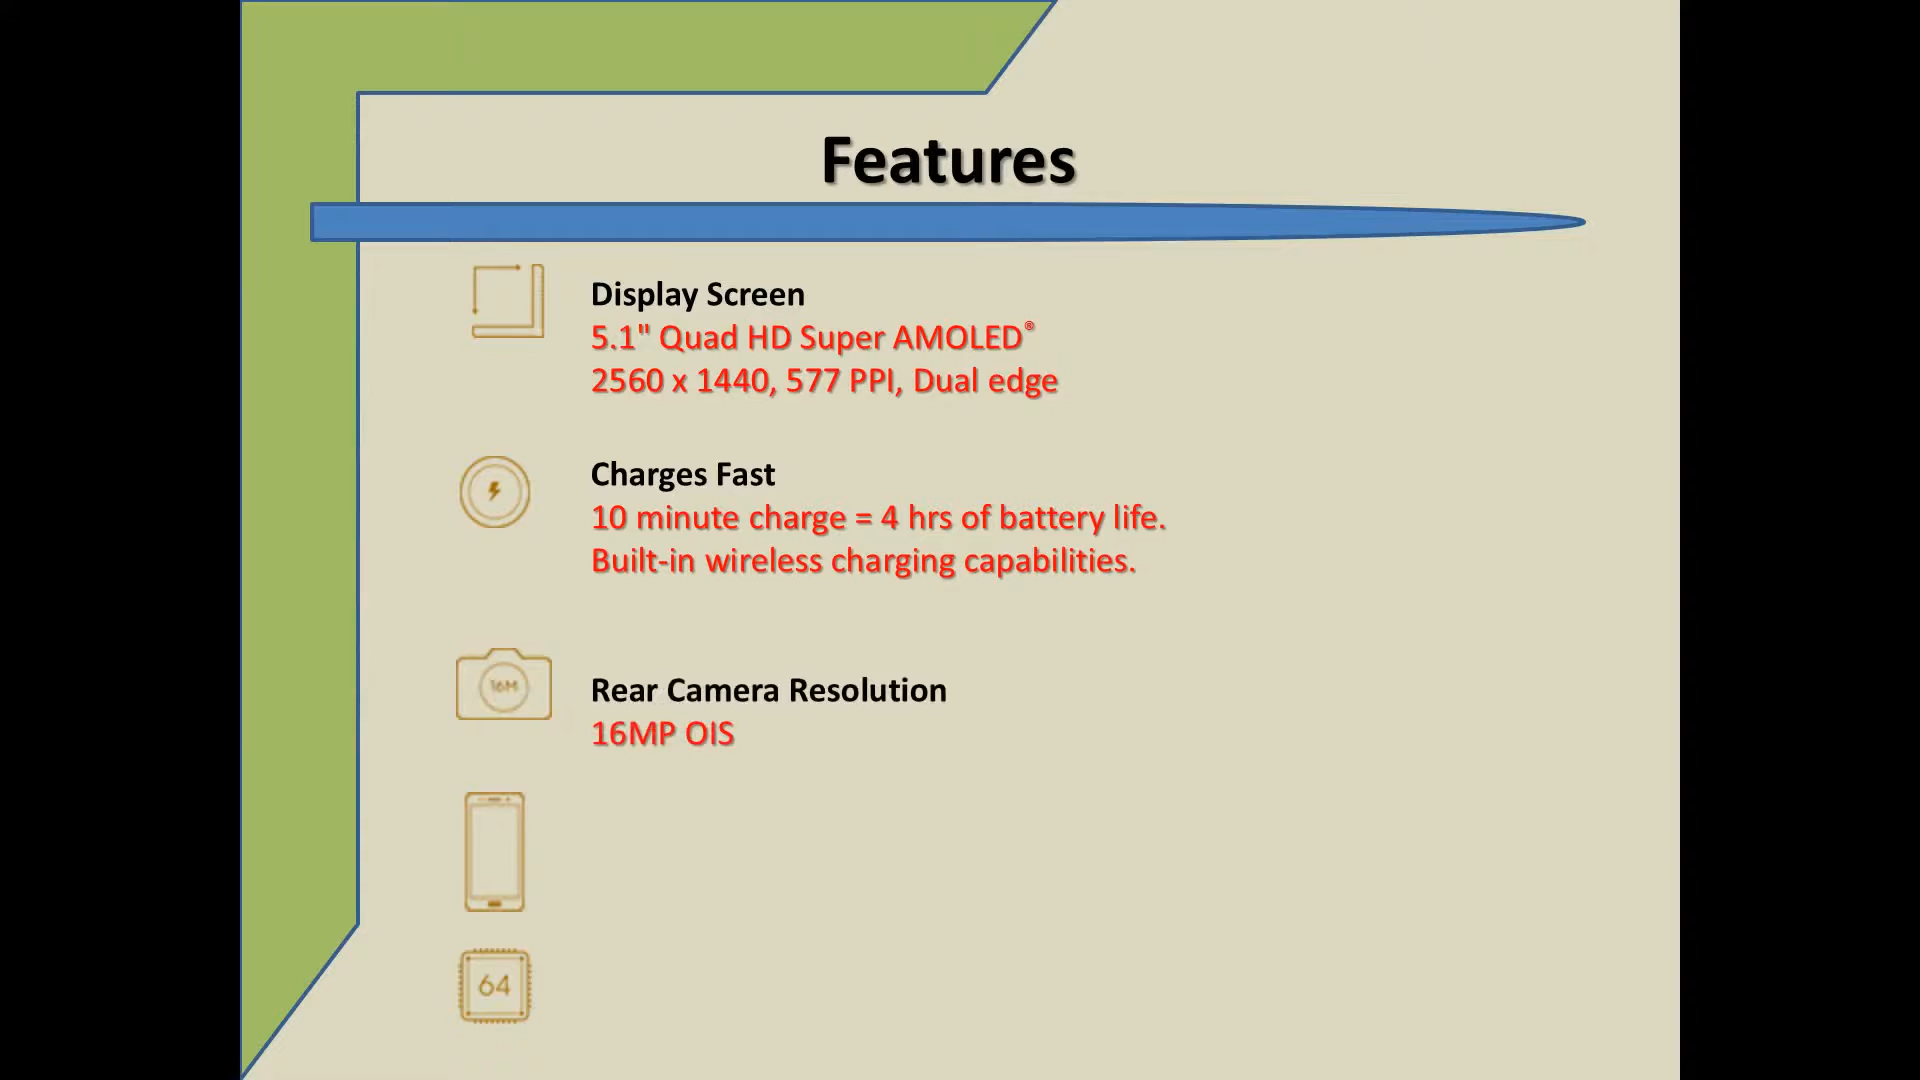 Features
Display Screen
5.1" Quad HD Super AMOLED®
2560 x 1440, 577 PPI, Dual edge
Charges Fast
10 minute charge = 4 hrs of battery life.
Built-in wireless charging capabilities.
16M
Rear Camera Resolution
16MP OIS
64